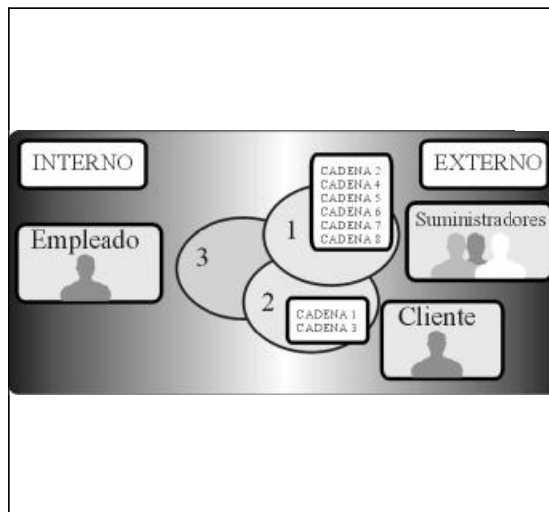 INTERNO
EXTERNO
CADENA 2
CADENA 4
CADENA 5
CADENA 6
CADENA 7
CADENA 8
Suministradores
Empleado
1
3
2
CADENA 1
CADENA 3
Cliente